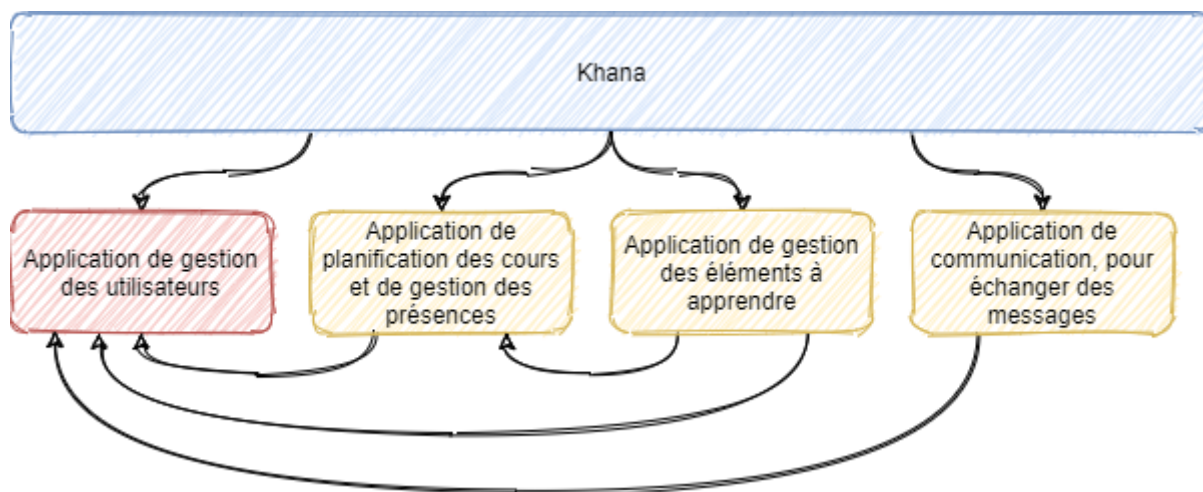 Khana
Application de gestion
des utilisateurs
Application de
planification des cours
et de gestion des
présences
Application de gestion
des éléments à
apprendre
Application de
communication, pour
échanger des
messages